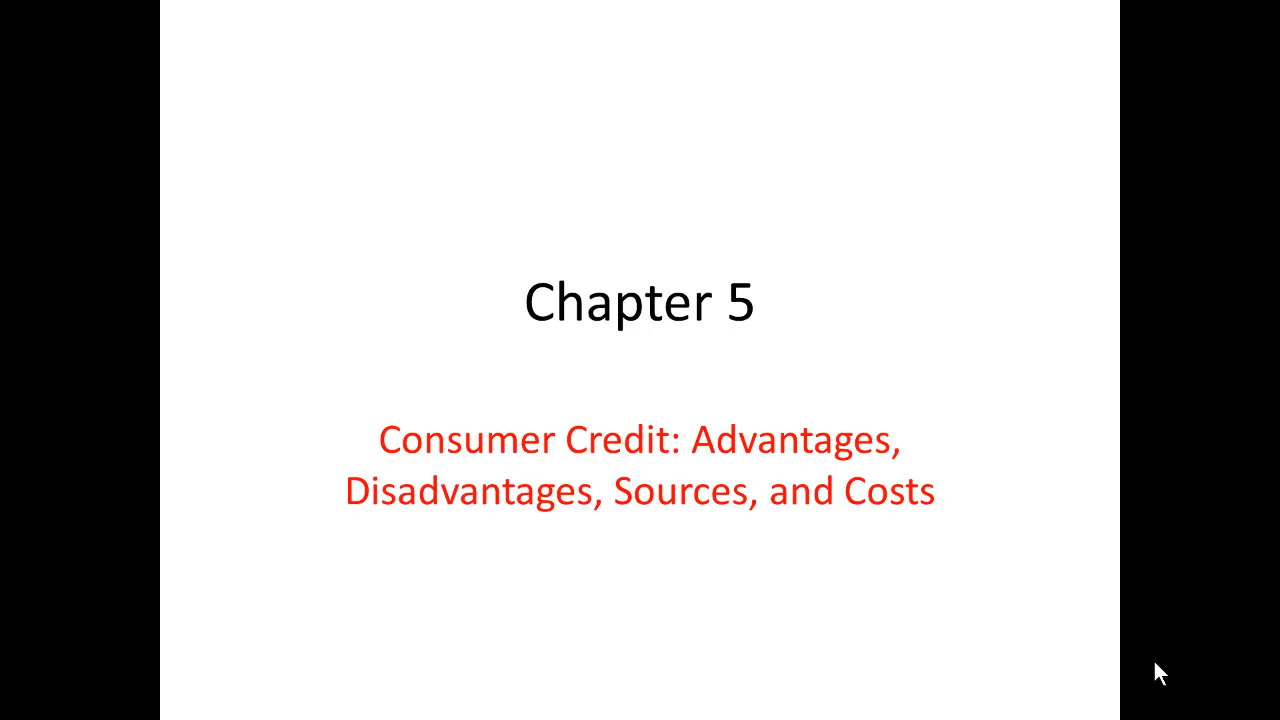 Chapter 5
Consumer Credit: Advantages,
Disadvantages, Sources, and Costs